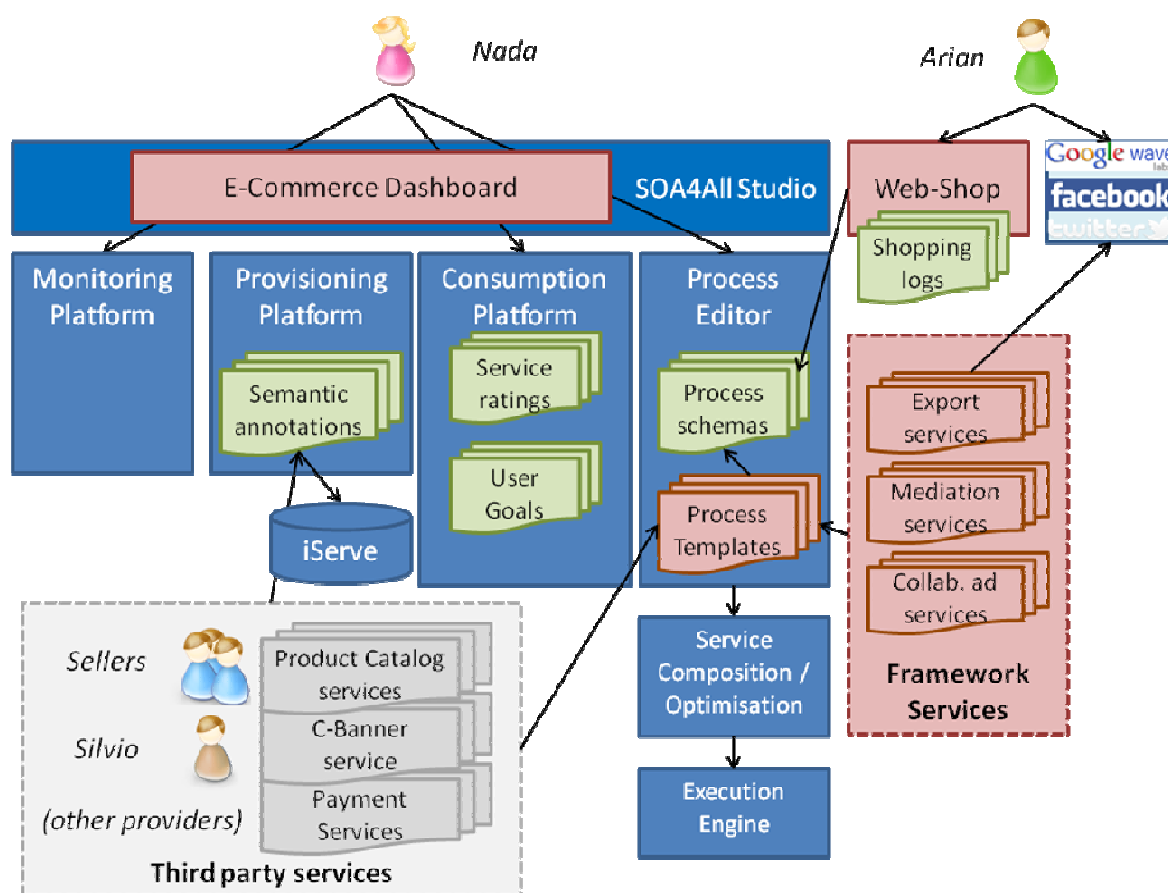 Nada
Arian
E-Commerce Dashboard
SOA4All Studio
Web-Shop
Shopping
logs
Google wave
labs
facebook
twitter
Monitoring
Platform
Provisioning
Platform
Semantic
annotations
iServe
Consumption
Platform
Service
ratings
User
Goals
Process
Editor
Process
schemas
Process
Templates
Export
services
Mediation
services
Collab. ad
services
Framework
Services
Service
Composition /
Optimisation
Execution
Engine
Sellers
Silvio
(other providers)
Product Catalog
services
C-Banner
service
Payment
Services
Third party services